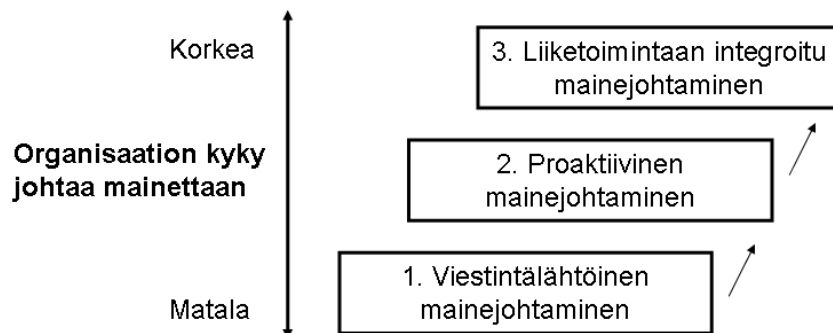 Korkea
3. Liiketoimintaan integroitu
mainejohtaminen
Organisaation kyky
johtaa mainettaan
2. Proaktiivinen
mainejohtaminen
1. Viestintälähtöinen
mainejohtaminen
Matala